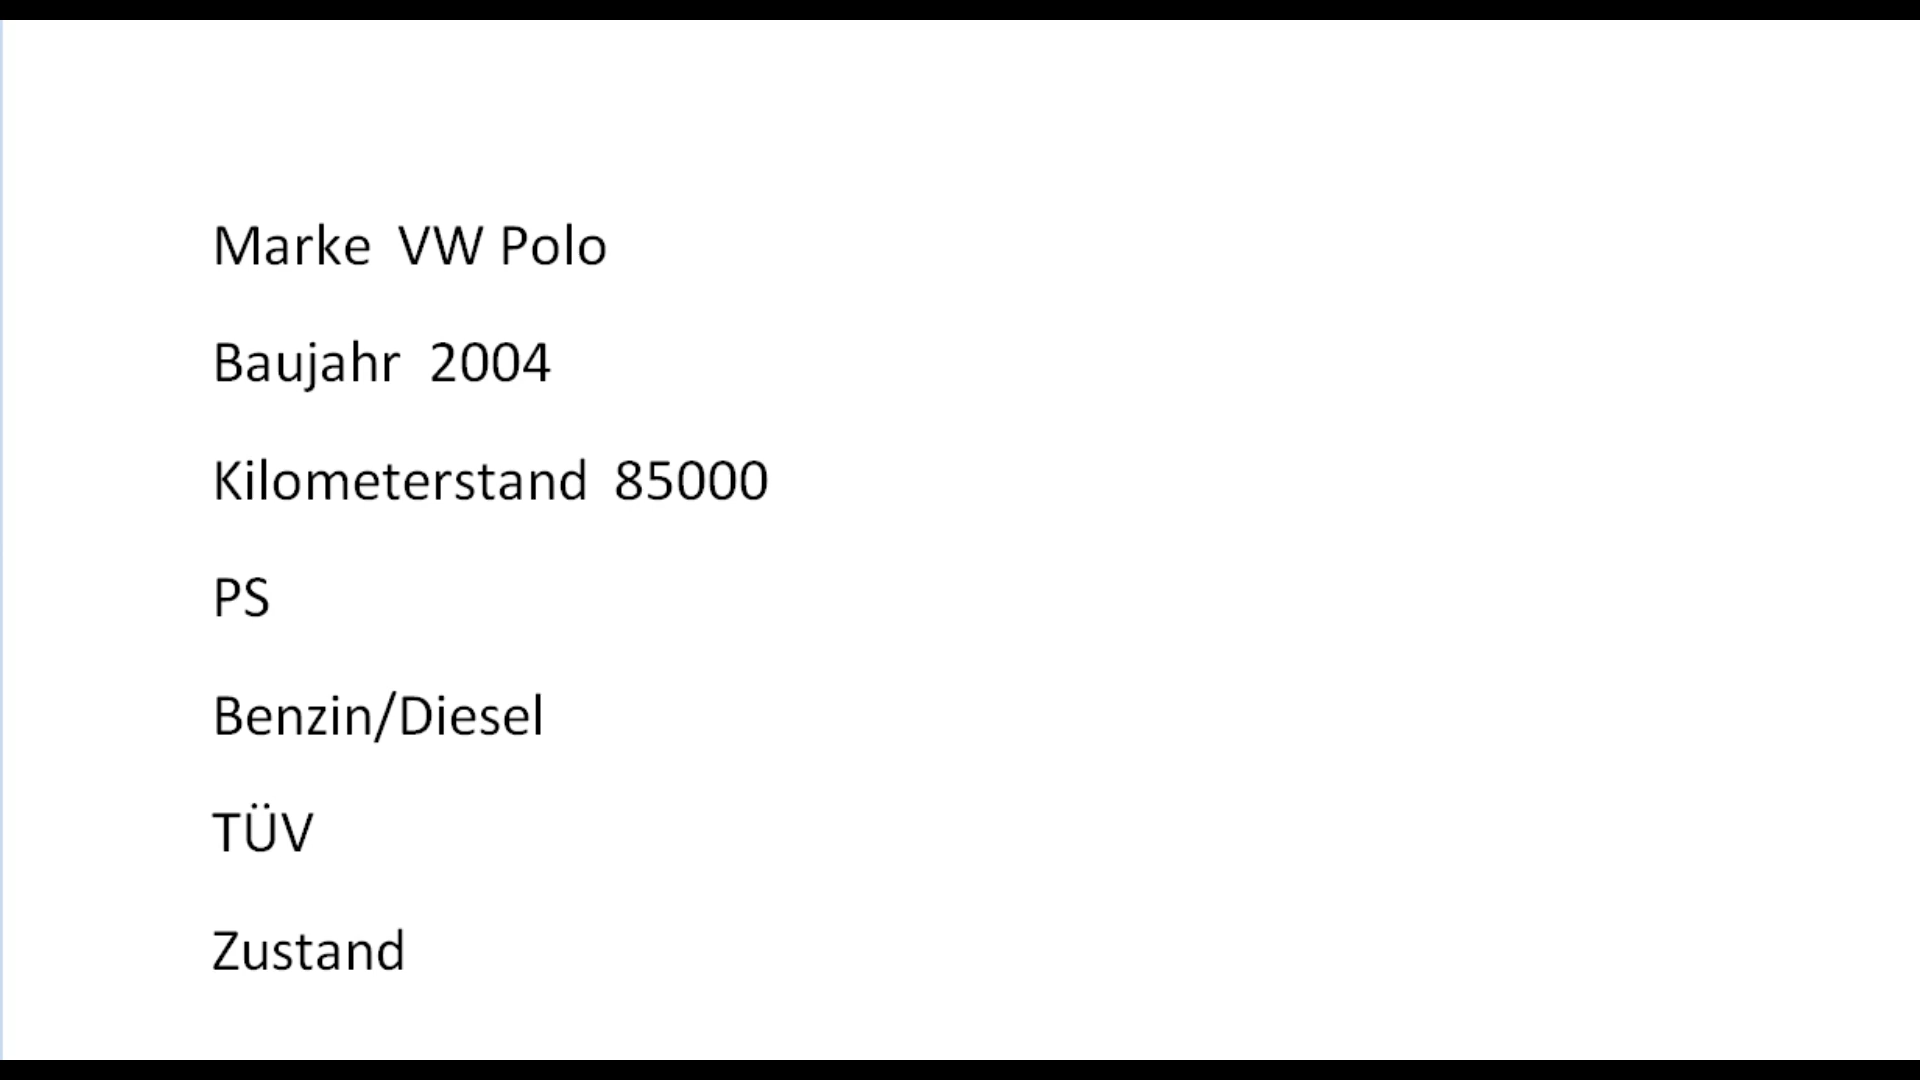 Marke  VW Polo
Baujahr  2004
Kilometerstand  85000
PS
Benzin/Diesel
TÜV
Zustand